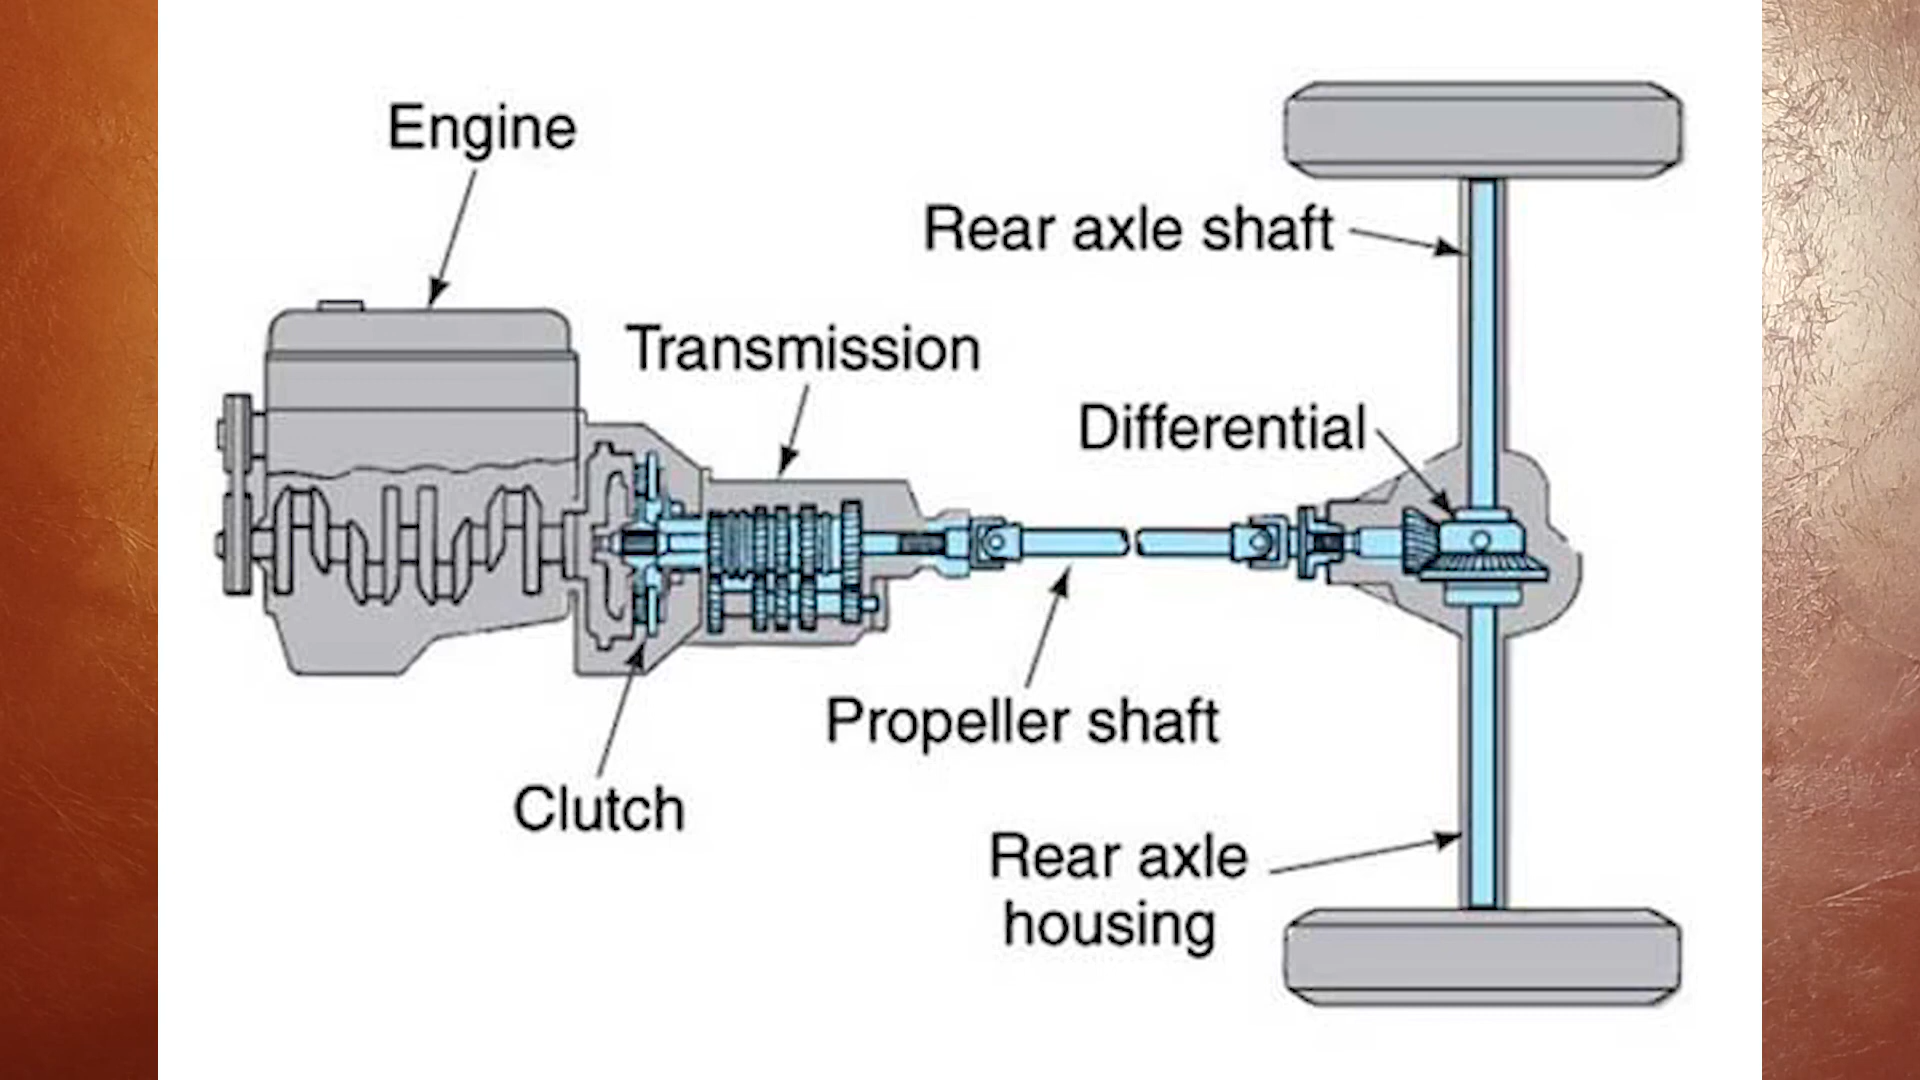 Engine
Rear axle shaft
Transmission
Differential
Propeller shaft
Clutch
Rear axle
housing